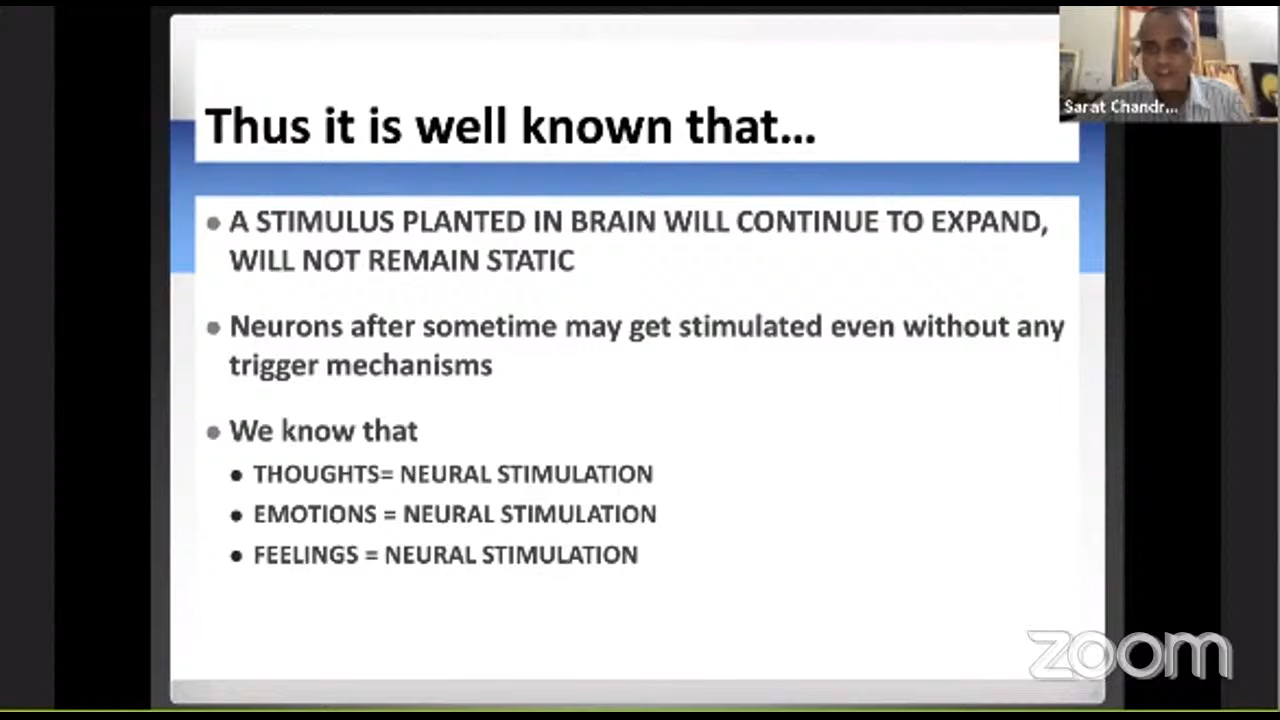 Sarat Chandr...
Thus it is well known that...
A STIMULUS PLANTED IN BRAIN WILL CONTINUE TO EXPAND,
WILL NOT REMAIN STATIC
Neurons after sometime may get stimulated even without any
trigger mechanisms
We know that
THOUGHTS= NEURAL STIMULATION
EMOTIONS = NEURAL STIMULATION
FEELINGS = NEURAL STIMULATION
zoom